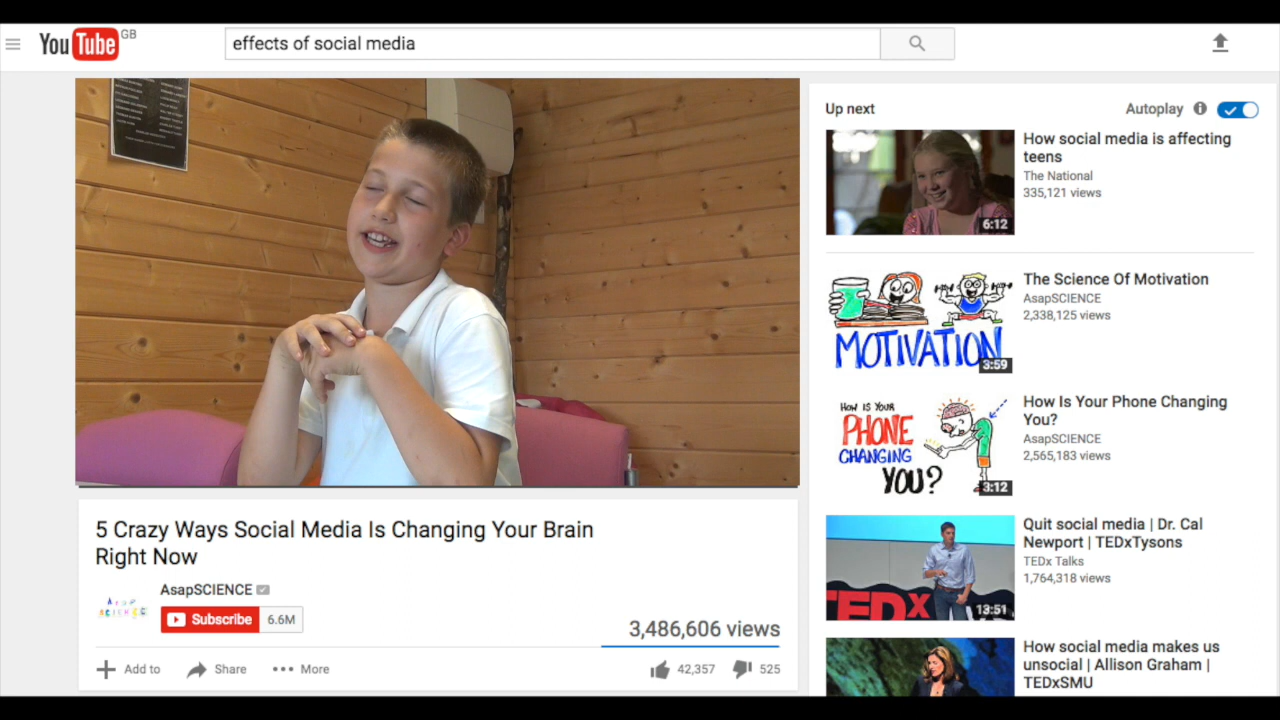 YouTube GB
effects of social media
Up next
Autoplay
How social media is affecting
teens
The National
335,121 views
6:12
The Science Of Motivation
AsapSCIENCE
2,338,125 views
MOTIVATION
3:59
How Is Your Phone Changing
You?
AsapSCIENCE
2,565,183 views
HOW IS YOUR
PHONE
CHANGING
YOU?
3:12
Quit social media | Dr. Cal
Newport | TEDxTysons
TEDx Talks
1,764,318 views
TEDx
13:51
How social media makes us
unsocial | Allison Graham |
TEDxSMU
5 Crazy Ways Social Media Is Changing Your Brain
Right Now
AsapSCIENCE
Asap
SCIENCE
Subscribe 6.6M
3,486,606 views
Add to Share More 42,357 525